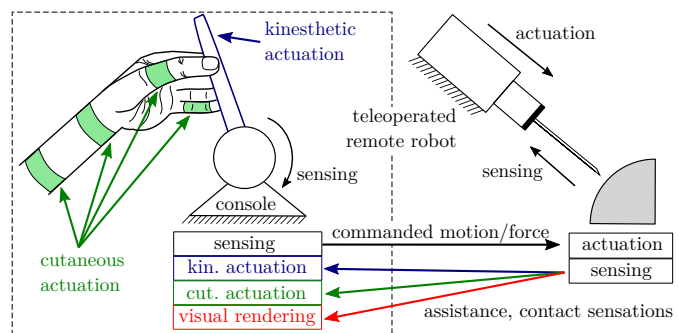 kinesthetic
actuation
actuation
teleoperated
remote robot
sensing
sensing
console
cutaneous
actuation
sensing
kin. actuation
cut. actuation
visual rendering
commanded motion/force
actuation
sensing
assistance, contact sensations